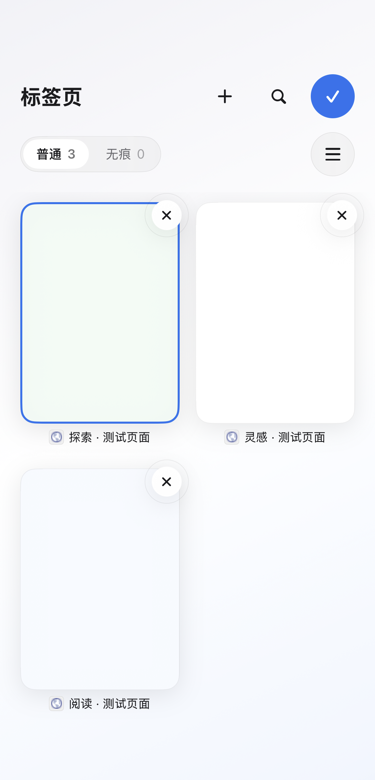 标签页
普通 3 无痕 0
探索 · 测试页面
灵感 · 测试页面
阅读 · 测试页面